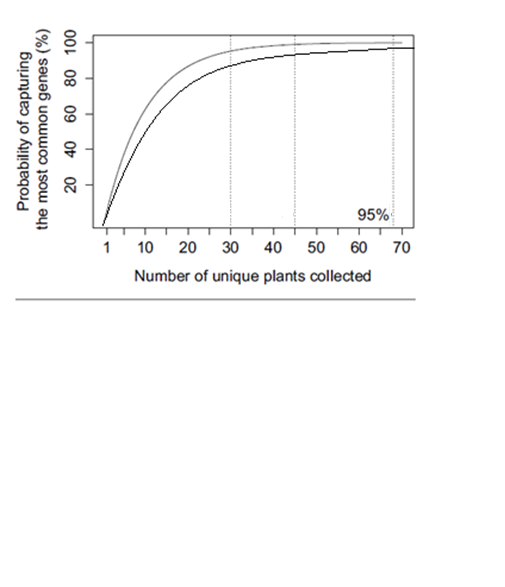 Probability of capturing
the most common genes (%)
100
80
60
40
20
95%
1 10 20 30 40 50 60 70
Number of unique plants collected